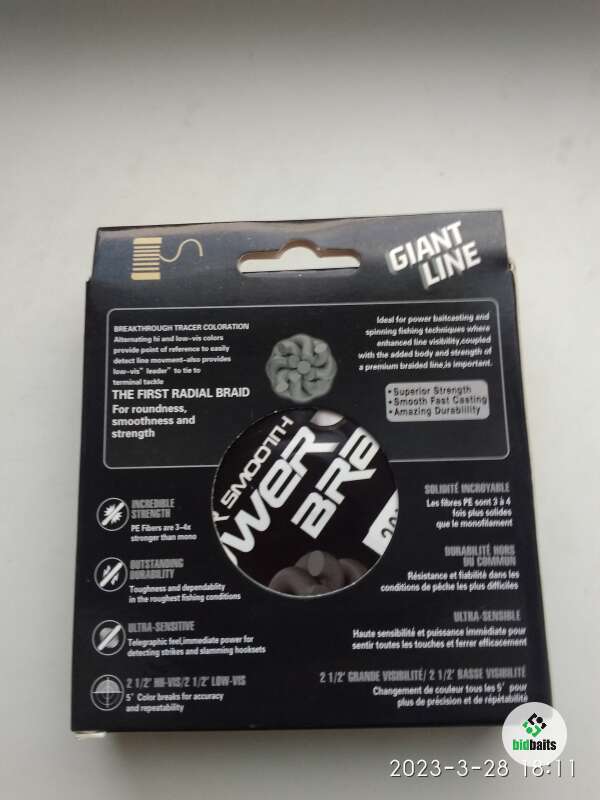 GIANT
LINE
BREAKTHROUGH TRACER COLORATION
Alternating hi and low-vis colors
provide point of reference to easily
detect line movment-also provides
low-vis" leader" to tie to
terminal tackle
THE FIRST RADIAL BRAID
For roundness,
smoothness and
strength
Ideal for power baitcasting and
spinning fishing techniques where
enhanced line visibility,coupled
with the added body and strength of
a premium braided line,is important.
• Superior Strength
• Smooth Fast Casting
• Amazing Durability
SMOOTH
WER
BRA
INCREDIBLE
STRENGTH
PE Fibers are 3-4x
stronger than mono
OUTSTANDING
DURABILITY
Toughness and dependablity
in the roughest fishing conditions
ULTRA-SENSITIVE
Telegraphic feel,immediate power for
detecting strikes and slamming hooksets
2 1/2' HI-VIS/2 1/2' LOW-VIS
5' Color breaks for accuracy
and repeatability
SOLIDITÉ INCROYABLE
Les fibres PE sont 3 à 4
fois plus solides
que le monofilament
DURABILITÉ HORS
DU COMMUN
Résistance et fiabilité dans les
conditions de pêche les plus difficiles
ULTRA-SENSIBLE
Haute sensibilité et puissance immédiate pour
sentir toutes les touches et ferrer efficacement
2 1/2' GRANDE VISIBILITÉ/ 2 1/2' BASSE VISIBILITÉ
Changement de couleur tous les 5' pour
plus de précision et de répétabilité
bidbaits
2023-3-28 18:11